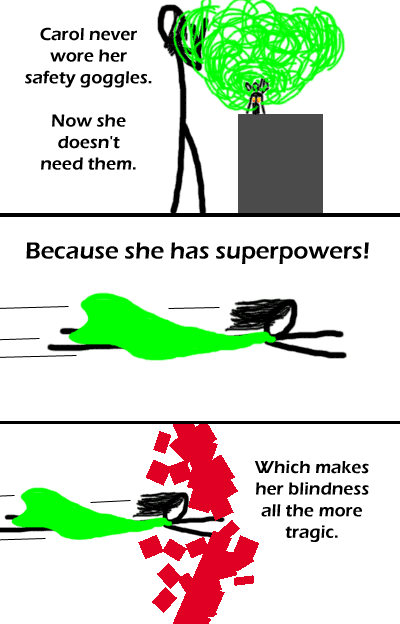 Carol never
wore her
safety goggles.
Now she
doesn't
need them.
Because she has superpowers!
Which makes
her blindness
all the more
tragic.